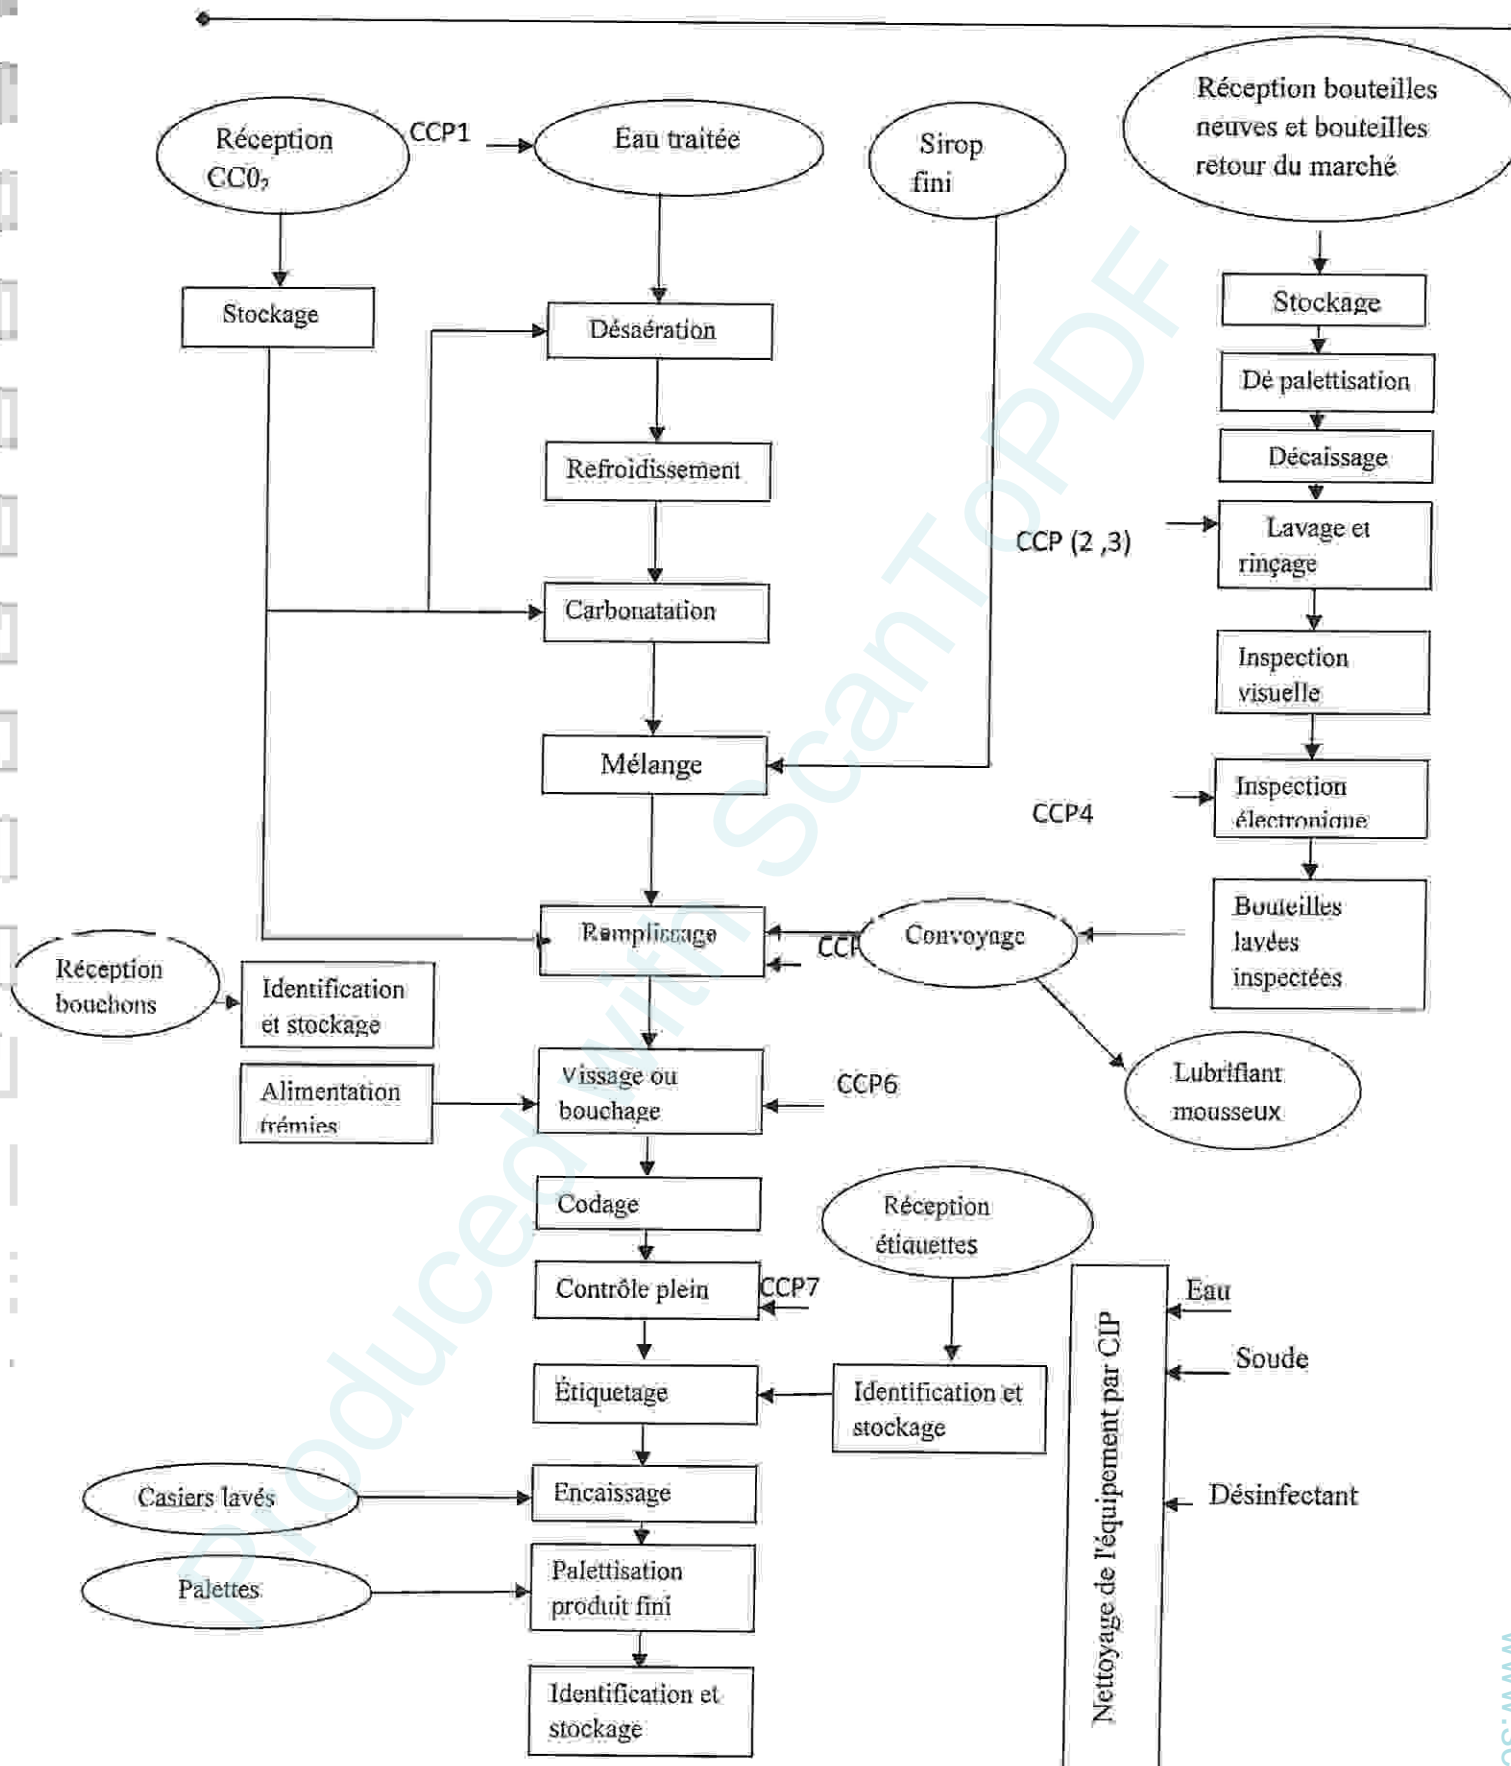 Réception
CC0₂
CCP1
Eau traitée
Sirop
fini
Réception bouteilles
neuves et bouteilles
retour du marché
Stockage
Désaération
Stockage
Dé palettisation
Décaissage
Refroidissement
CCP (2 ,3)
Lavage et
rinçage
Carbonatation
Inspection
visuelle
Mélange
Inspection
électronique
CCP4
Bouteilles
lavées
inspectées
Remplissage
CCP
Convoyage
Réception
bouchons
Identification
et stockage
Alimentation
trémies
Vissage ou
bouchage
CCP6
Lubrifiant
mousseux
Codage
Réception
étiquettes
Contrôle plein
CCP7
Étiquetage
Identification et
stockage
Nettoyage de l'équipement par CIP
Eau
Soude
Désinfectant
Casiers lavés
Encaissage
Palettes
Palettisation
produit fini
Identification et
stockage
Produced with ScanToPDF